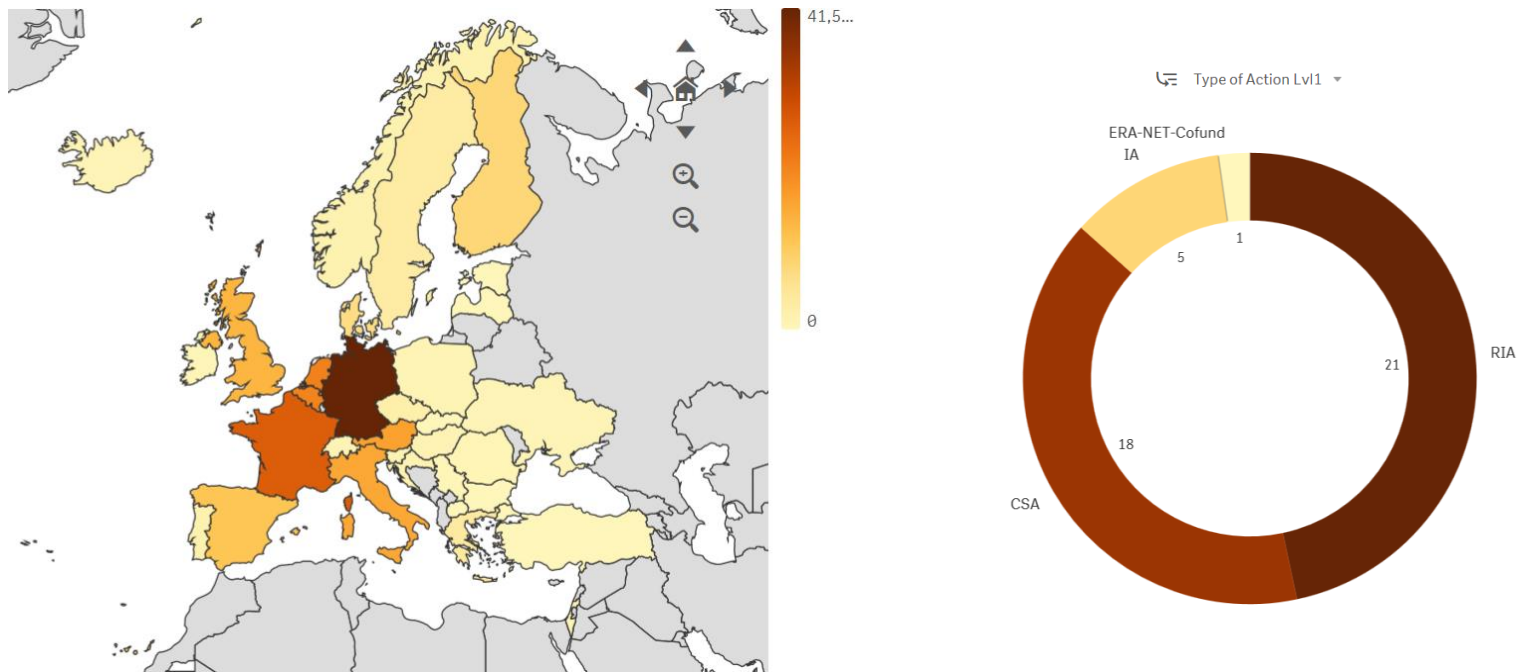 41,5...
0
Type of Action Lvl1
ERA-NET-Cofund
IA
1
5
RIA
21
18
CSA